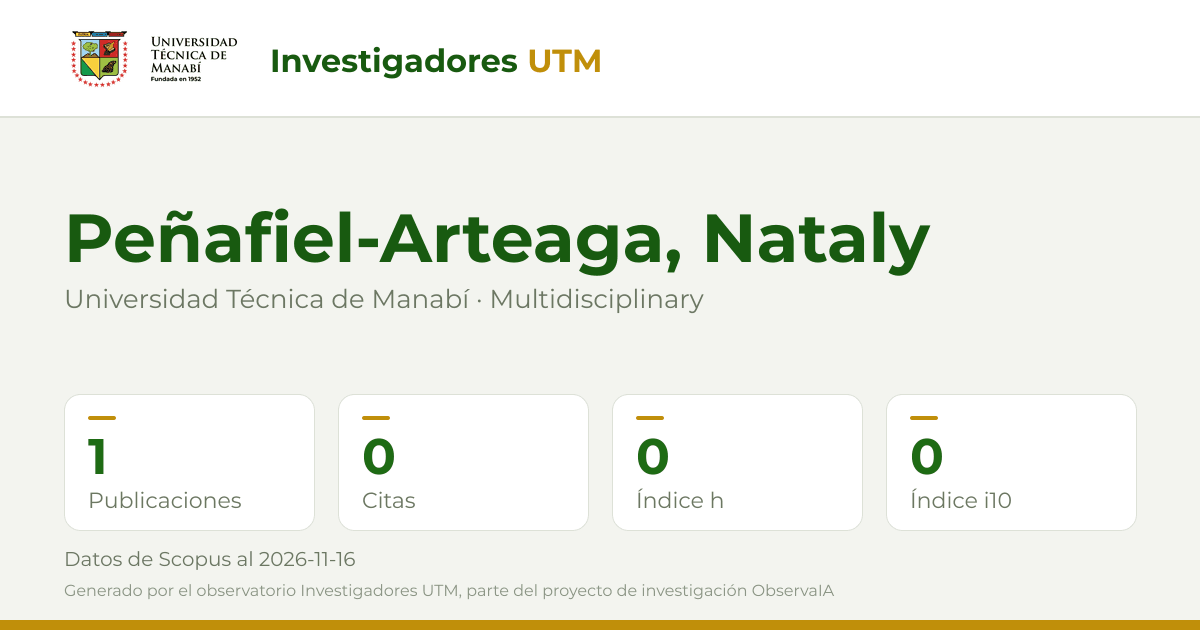 UNIVERSIDAD
TÉCNICA DE
MANABÍ
Fundada en 1952
Investigadores UTM
Peñafiel-Arteaga, Nataly
Universidad Técnica de Manabí · Multidisciplinary
1
Publicaciones
0
Citas
0
Índice h
0
Índice i10
Datos de Scopus al 2026-11-16
Generado por el observatorio Investigadores UTM, parte del proyecto de investigación ObservaIA